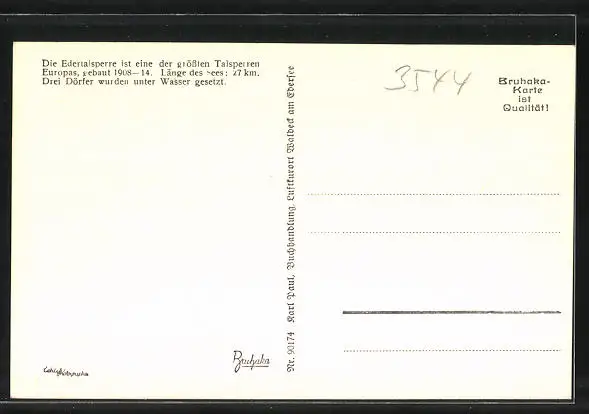 Die Edertalsperre ist eine der größten Talsperren
Europas, gebaut 1908—14. Länge des Sees: 27 km.
Drei Dörfer wurden unter Wasser gesetzt.
Nr. 90174 Karl Paul, Buchhandlung, Luftkurort Waldeck am Edersee
3544
Bruhaka-
Karte
ist
Qualität!
Bruhaka